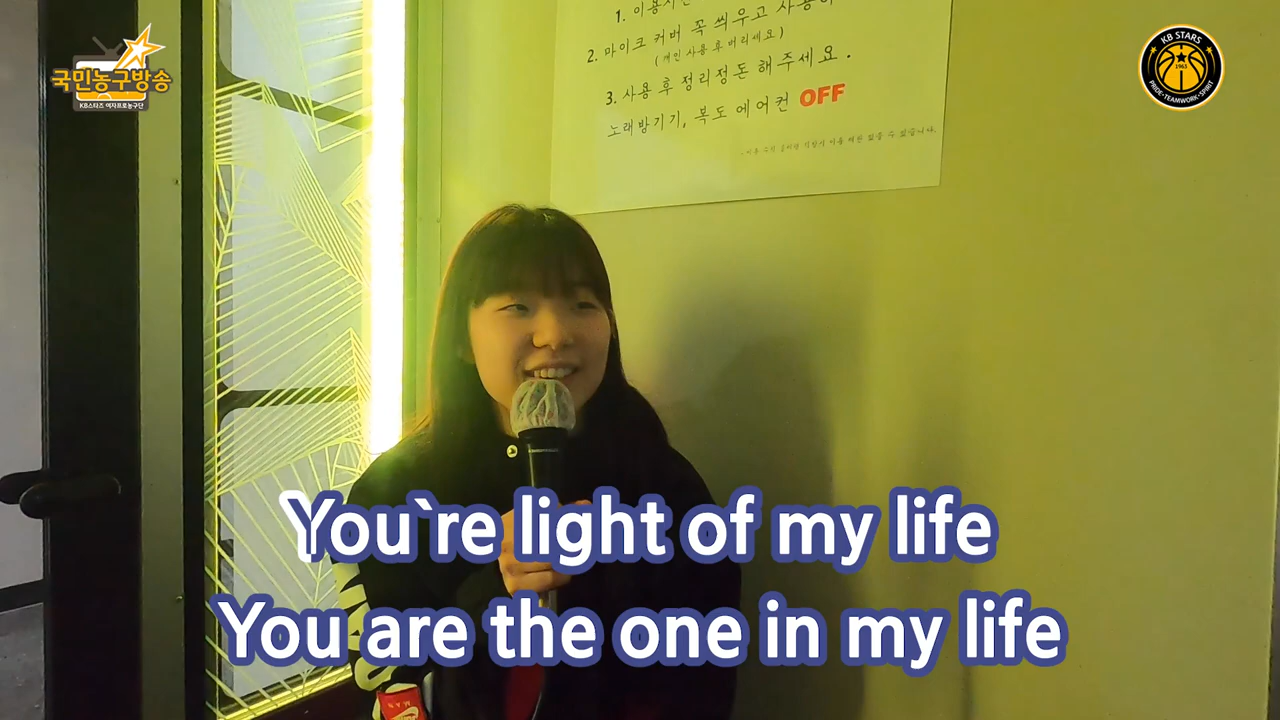 국민농구방송
KB스타즈 여자프로농구단
KB STARS
1963
PRIDE·TEAMWORK·SPIRIT
1. 이용시
2. 마이크 커버 꼭 씌우고 사용하
(개인 사용 후 버리세요)
3. 사용 후 정리정돈 해주세요.
노래방기기, 복도 에어컨 OFF
You`re light of my life
You are the one in my life